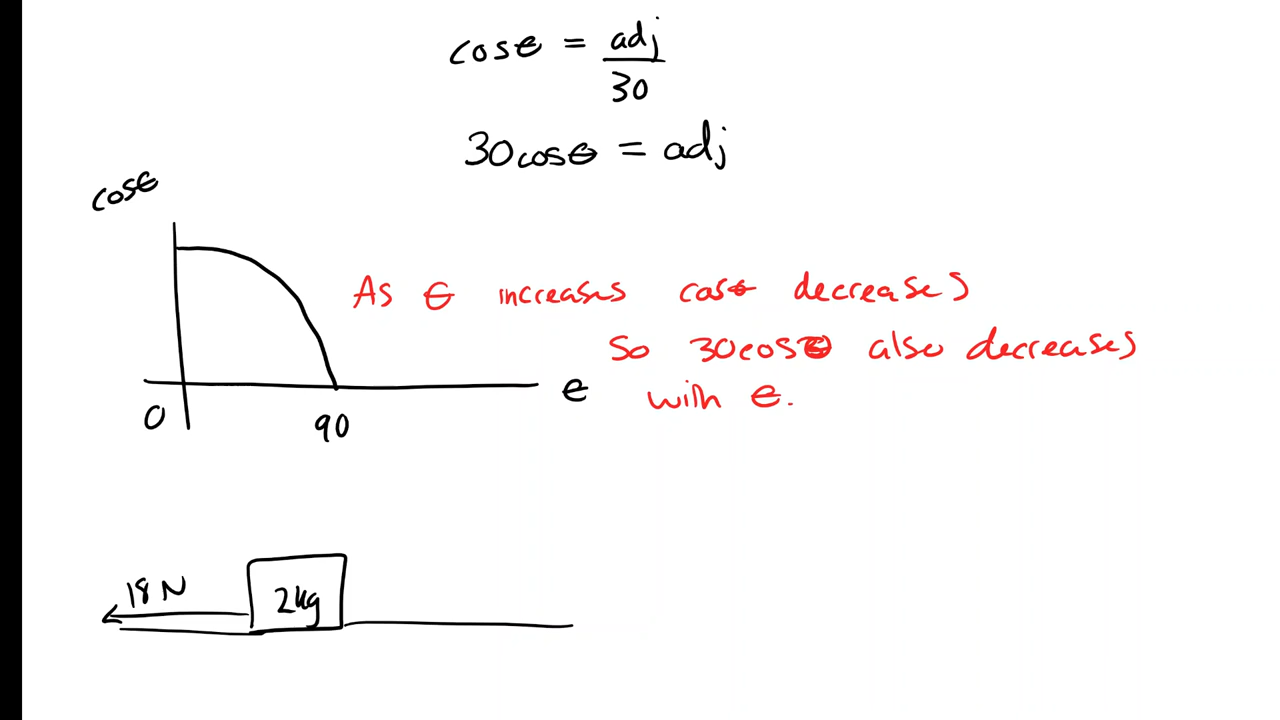 cosθ = adj/30
30cosθ = adj
cosθ
As θ increases cosθ decreases
So 30cosθ also decreases
with θ.
θ
0
90
18 N
2kg